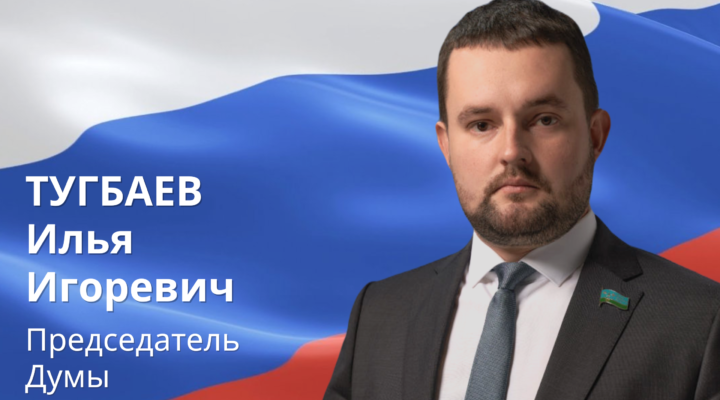 ТУГБАЕВ
Илья
Игоревич
Председатель
Думы